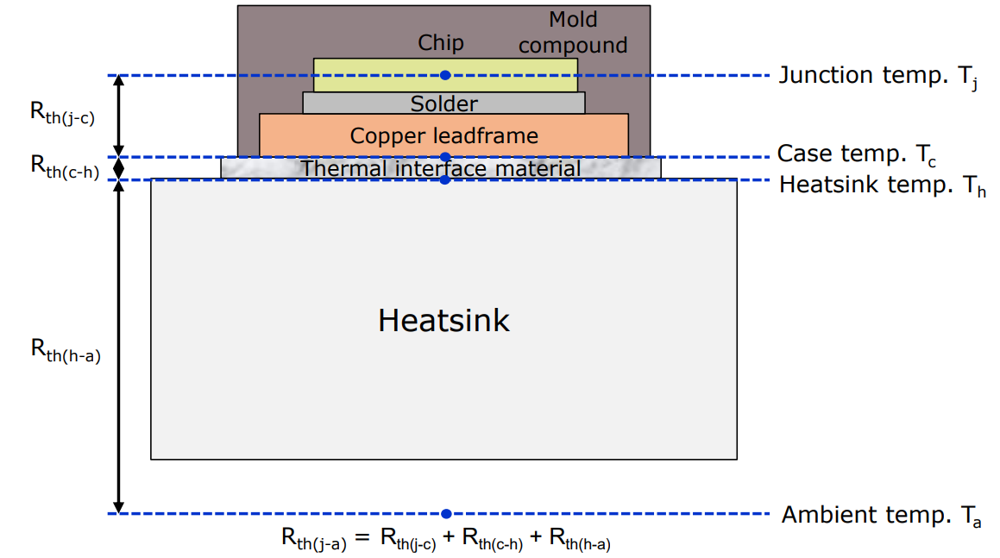 Mold
compound
Chip
Junction temp. Tj
Rth(j-c)
Solder
Copper leadframe
Case temp. Tc
Rth(c-h)
Thermal interface material
Heatsink temp. Th
Heatsink
Rth(h-a)
Ambient temp. Ta
Rth(j-a) = Rth(j-c) + Rth(c-h) + Rth(h-a)